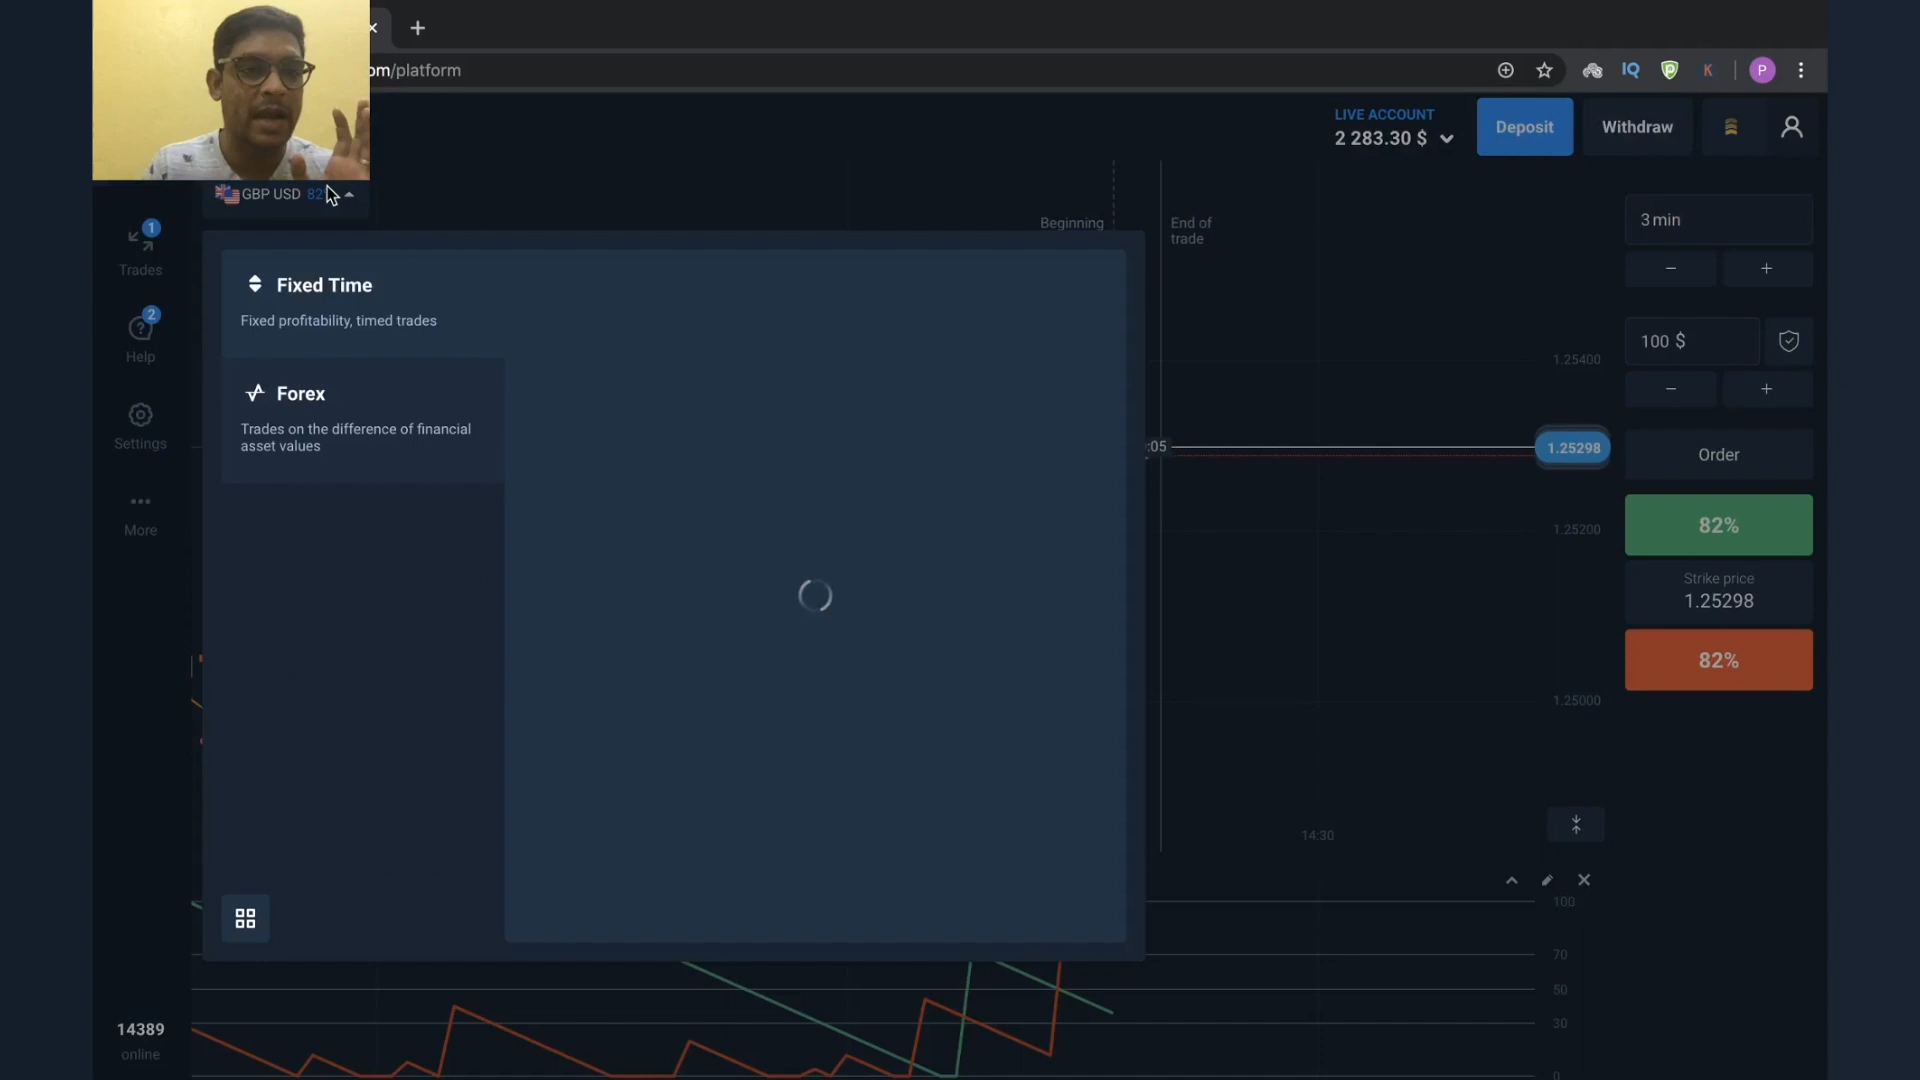 om/platform
IQ
K
P
LIVE ACCOUNT
2 283.30 $
Deposit
Withdraw
GBP USD
1
Trades
2
Help
Settings
More
14389
online
Fixed Time
Fixed profitability, timed trades
Forex
Trades on the difference of financial
asset values
Beginning
End of
trade
:05
1.25400
1.25298
1.25200
1.25000
14:30
100
70
50
30
0
3 min
100 $
Order
82%
Strike price
1.25298
82%